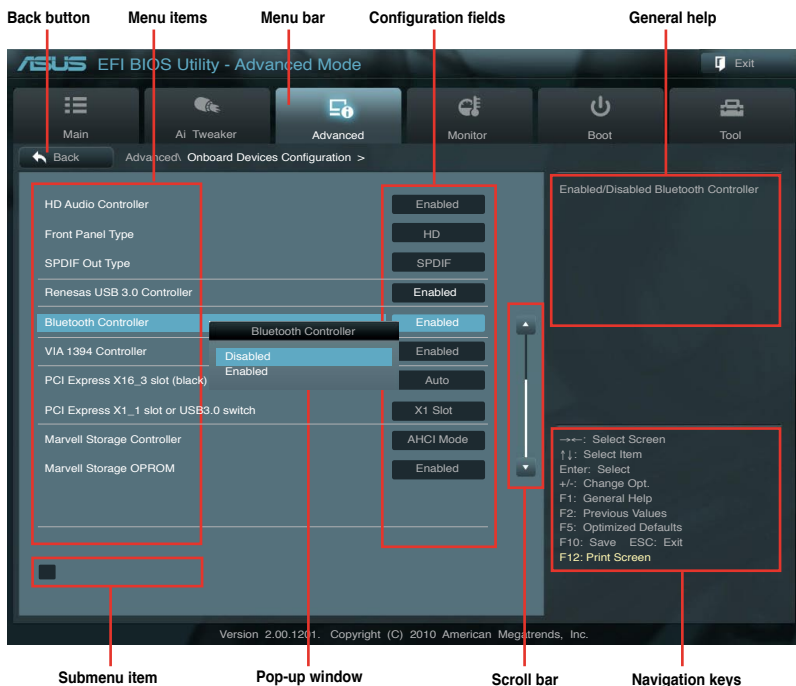 Back button Menu items Menu bar Configuration fields General help
ASUS EFI BIOS Utility - Advanced Mode Exit
Main Ai Tweaker Advanced Monitor Boot Tool
Back Advanced\ Onboard Devices Configuration >
Enabled/Disabled Bluetooth Controller
HD Audio Controller Enabled
Front Panel Type HD
SPDIF Out Type SPDIF
Renesas USB 3.0 Controller Enabled
Bluetooth Controller Enabled
Bluetooth Controller
Disabled
Enabled
VIA 1394 Controller Enabled
PCI Express X16_3 slot (black) Auto
PCI Express X1_1 slot or USB3.0 switch X1 Slot
Marvell Storage Controller AHCI Mode
Marvell Storage OPROM Enabled
→←: Select Screen
↑↓: Select Item
Enter: Select
+/-: Change Opt.
F1: General Help
F2: Previous Values
F5: Optimized Defaults
F10: Save ESC: Exit
F12: Print Screen
Version 2.00.1201. Copyright (C) 2010 American Megatrends, Inc.
Submenu item Pop-up window Scroll bar Navigation keys